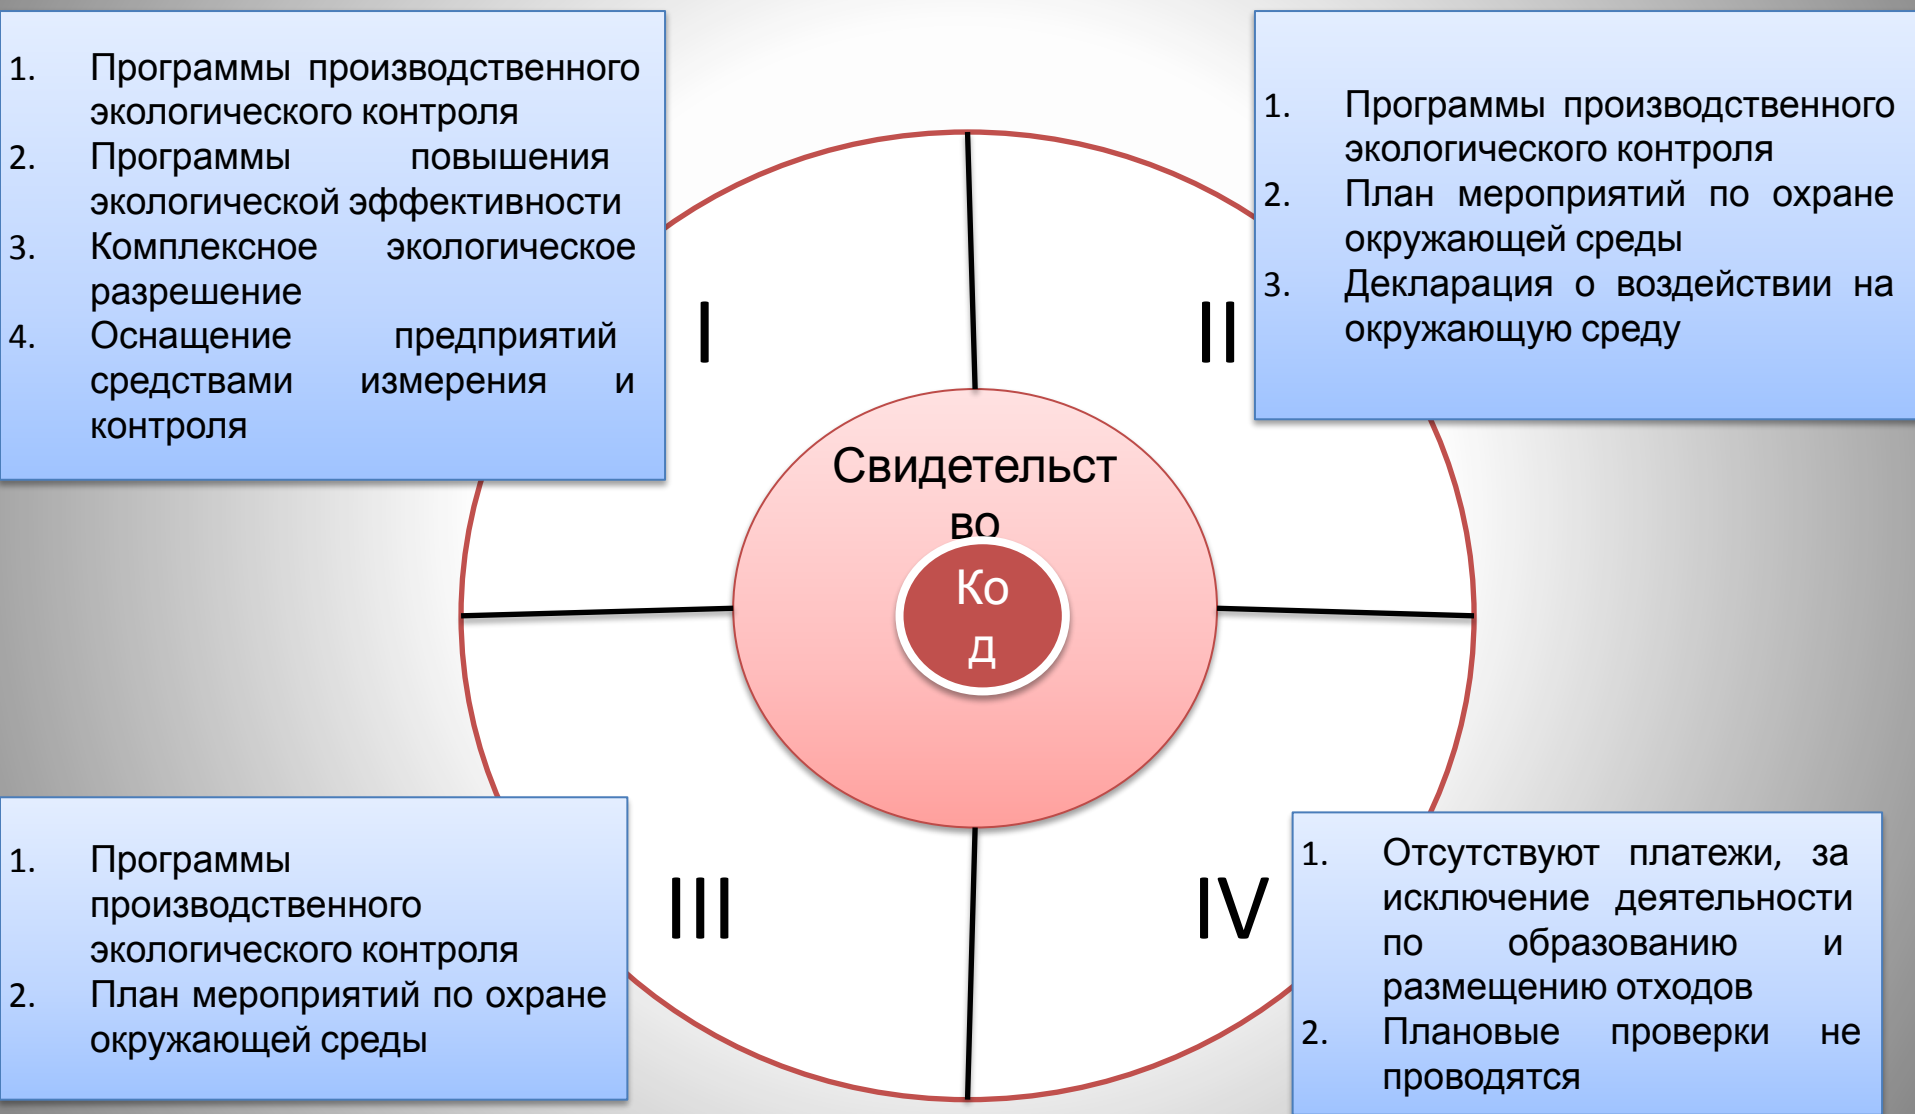 1. Программы производственного
экологического контроля
2. Программы повышения
экологической эффективности
3. Комплексное экологическое
разрешение
4. Оснащение предприятий
средствами измерения и
контроля
I
1. Программы производственного
экологического контроля
2. План мероприятий по охране
окружающей среды
3. Декларация о воздействии на
окружающую среду
II
Свидетельст
во
Ко
д
1. Программы
производственного
экологического контроля
2. План мероприятий по охране
окружающей среды
III
IV
1. Отсутствуют платежи, за
исключение деятельности
по образованию и
размещению отходов
2. Плановые проверки не
проводятся